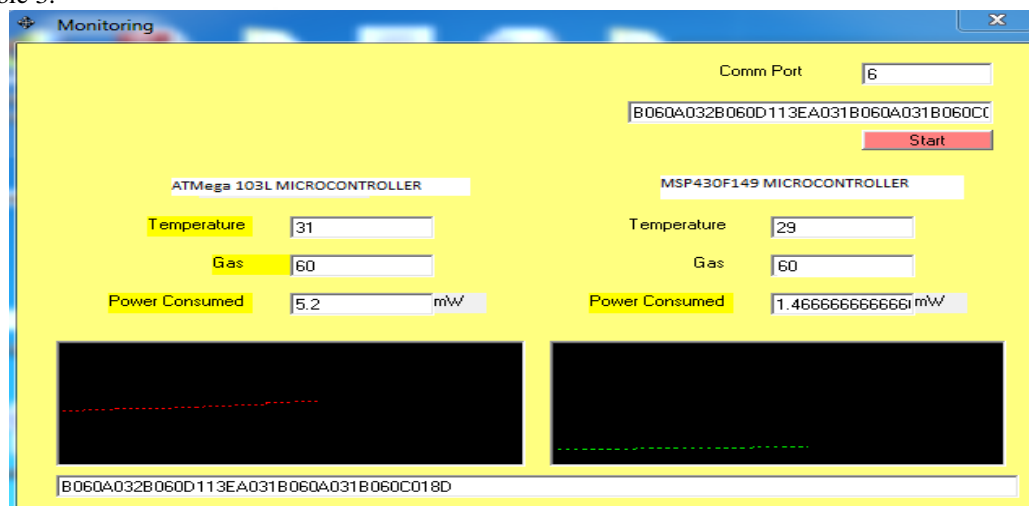 Monitoring
Comm Port 6
B060A032B060D113EA031B060A031B060C0
Start
ATMega 103L MICROCONTROLLER MSP430F149 MICROCONTROLLER
Temperature 31 Temperature 29
Gas 60 Gas 60
Power Consumed 5.2 mW Power Consumed 1.466666666666 mW
B060A032B060D113EA031B060A031B060C018D